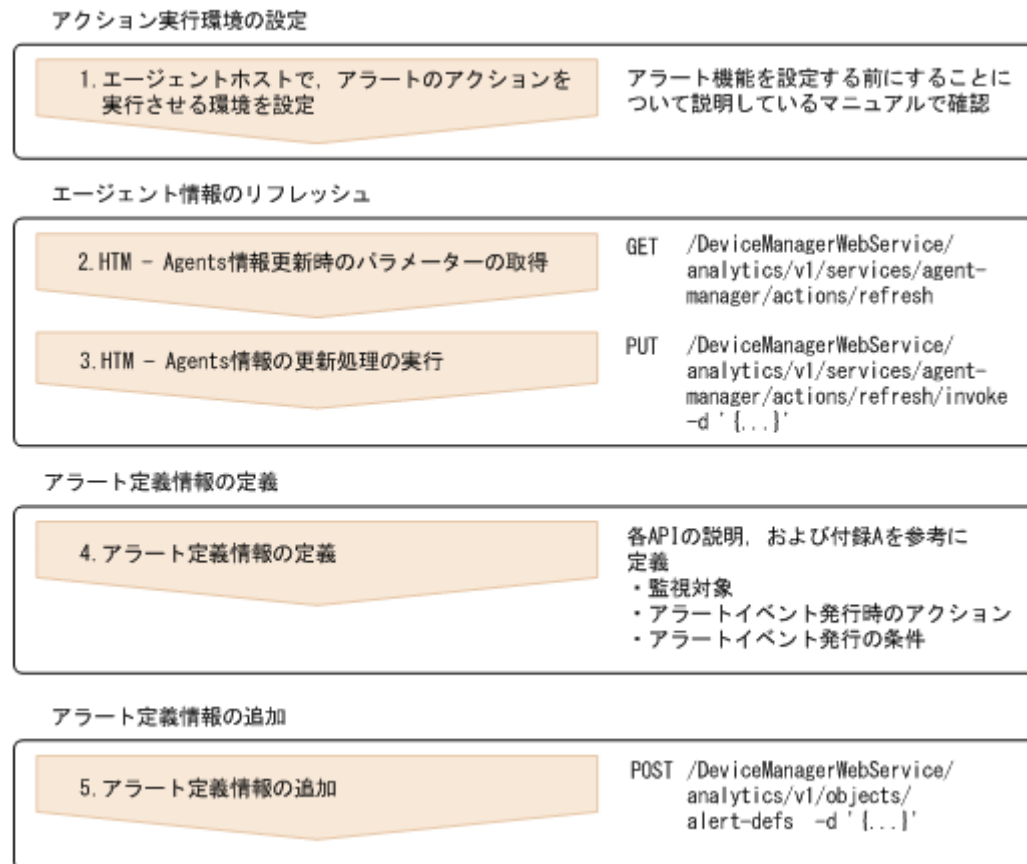 アクション実行環境の設定
1.エージェントホストで，アラートのアクションを
実行させる環境を設定
アラート機能を設定する前にすることに
ついて説明しているマニュアルで確認
エージェント情報のリフレッシュ
2.HTM − Agents情報更新時のパラメーターの取得
GET /DeviceManagerWebService/
analytics/v1/services/agent-
manager/actions/refresh
3.HTM − Agents情報の更新処理の実行
PUT /DeviceManagerWebService/
analytics/v1/services/agent-
manager/actions/refresh/invoke
-d '{...}'
アラート定義情報の定義
4.アラート定義情報の定義
各APIの説明，および付録Aを参考に
定義
・監視対象
・アラートイベント発行時のアクション
・アラートイベント発行の条件
アラート定義情報の追加
5.アラート定義情報の追加
POST /DeviceManagerWebService/
analytics/v1/objects/
alert-defs -d '{...}'